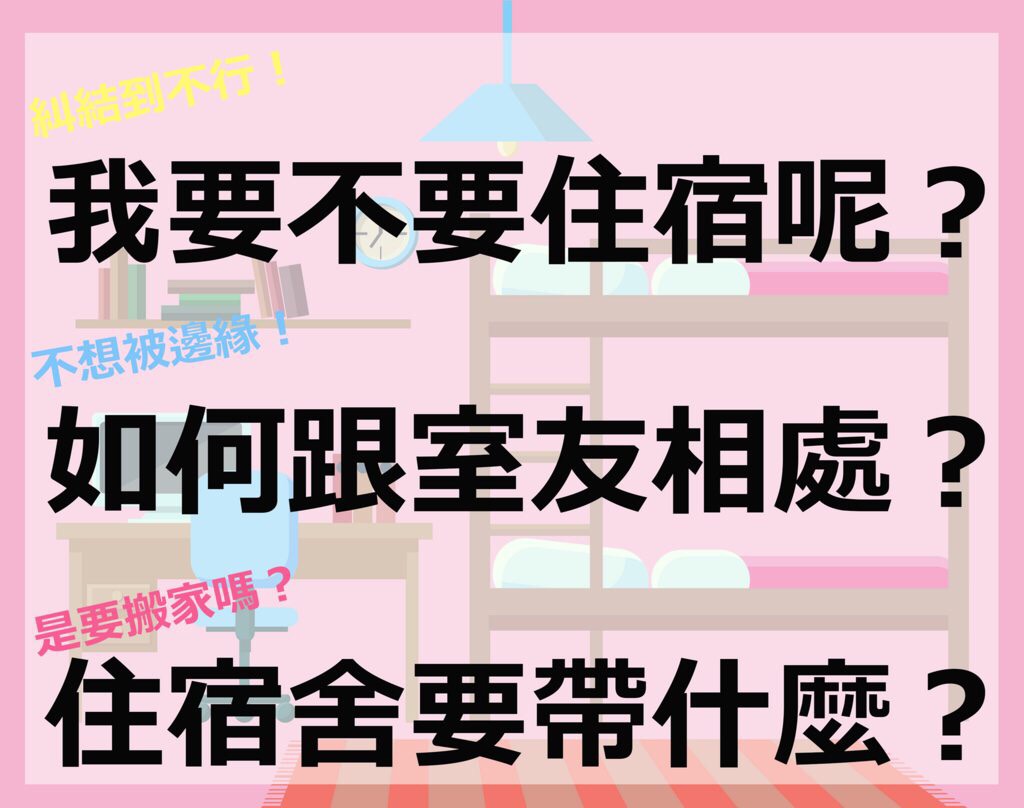 糾結到不行！
我要不要住宿呢？
不想被邊緣！
如何跟室友相處？
是要搬家嗎？
住宿舍要帶什麼？